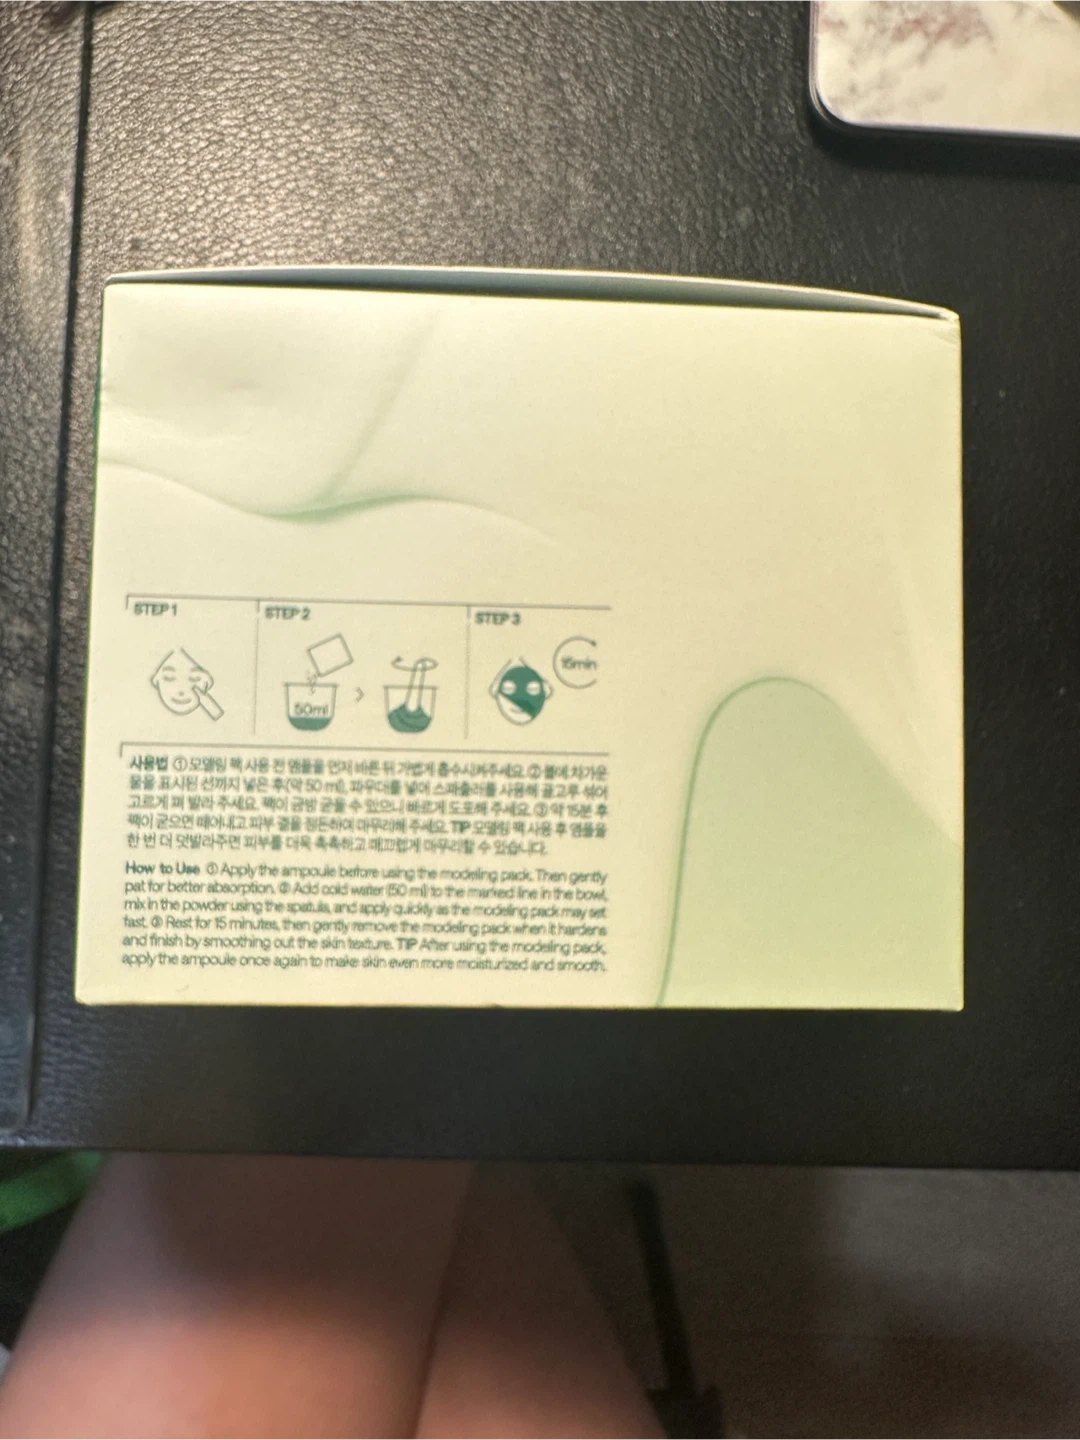 STEP 1
STEP 2
STEP 3
50ml
15min
사용법 ① 모델링 팩 사용 전 앰플을 먼저 바른 뒤 가볍게 흡수시켜주세요. ② 볼에 차가운
물을 표시된 선까지 넣은 후(약 50 ml), 파우더를 넣어 스파출러를 사용해 골고루 섞어
고르게 펴 발라 주세요. 팩이 금방 굳을 수 있으니 빠르게 도포해 주세요. ③ 약 15분 후
팩이 굳으면 떼어내고 피부 결을 정돈하여 마무리해 주세요. TIP 모델링 팩 사용 후 앰플을
한 번 더 덧발라주면 피부를 더욱 촉촉하고 매끄럽게 마무리할 수 있습니다.
How to Use ① Apply the ampoule before using the modeling pack. Then gently
pat for better absorption. ② Add cold water (50 ml) to the marked line in the bowl,
mix in the powder using the spatula, and apply quickly as the modeling pack may set
fast. ③ Rest for 15 minutes, then gently remove the modeling pack when it hardens
and finish by smoothing out the skin texture. TIP After using the modeling pack,
apply the ampoule once again to make skin even more moisturized and smooth.